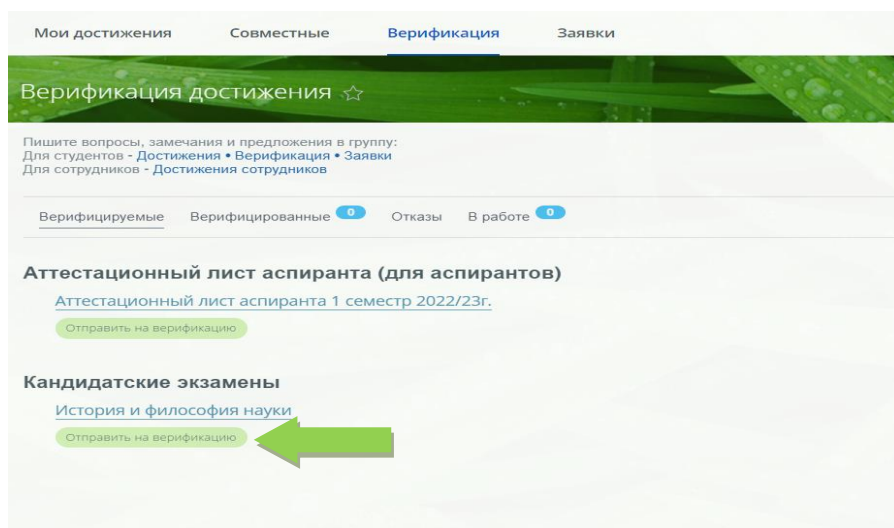 Мои достижения Совместные Верификация Заявки
Верификация достижения
Пишите вопросы, замечания и предложения в группу:
Для студентов - Достижения • Верификация • Заявки
Для сотрудников - Достижения сотрудников
Верифицируемые Верифицированные 0 Отказы В работе 0
Аттестационный лист аспиранта (для аспирантов)
Аттестационный лист аспиранта 1 семестр 2022/23г.
Отправить на верификацию
Кандидатские экзамены
История и философия науки
Отправить на верификацию